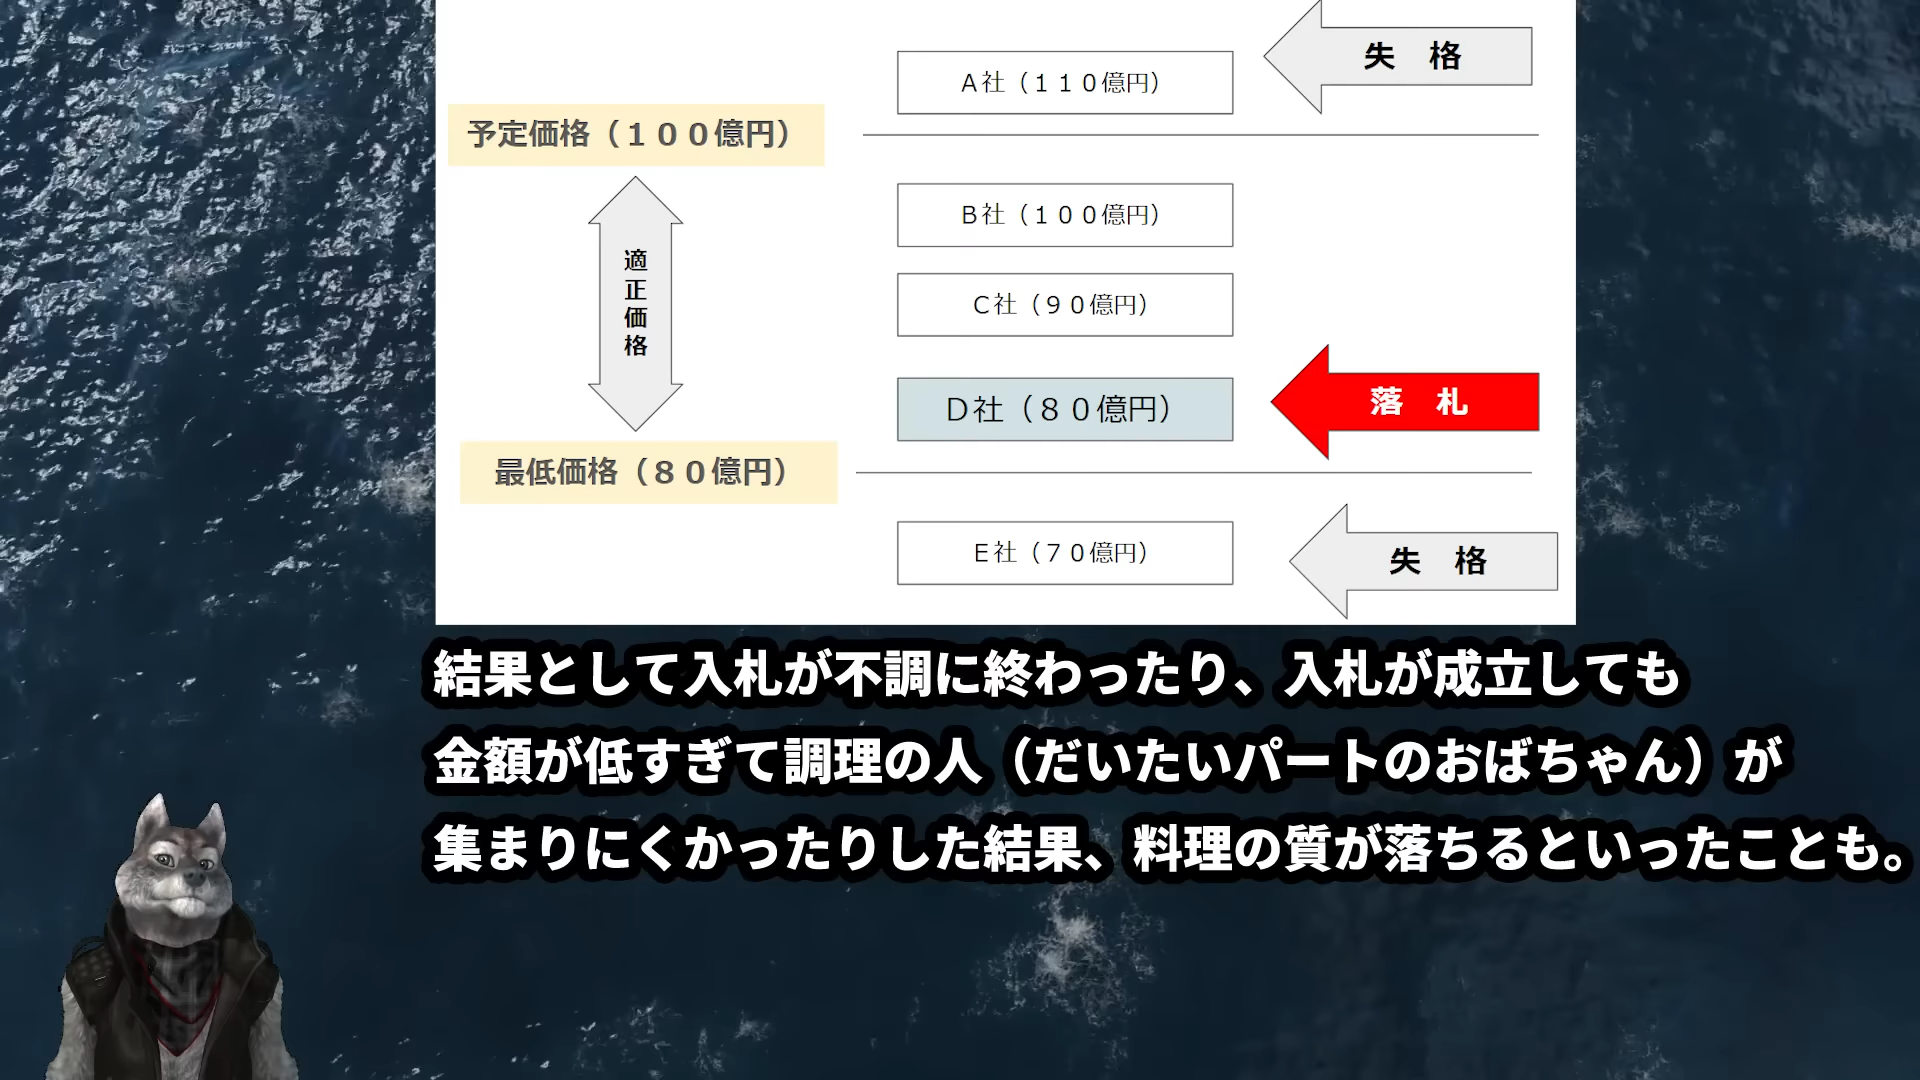 失　格
A社（１１０億円）
予定価格（１００億円）
B社（１００億円）
適正価格
C社（９０億円）
D社（８０億円）
落　札
最低価格（８０億円）
E社（７０億円）
失　格
結果として入札が不調に終わったり、入札が成立しても
金額が低すぎて調理の人（だいたいパートのおばちゃん）が
集まりにくかったりした結果、料理の質が落ちるといったことも。